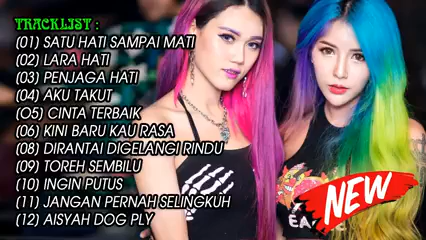 TRACKLIST :
(01) SATU HATI SAMPAI MATI
(02) LARA HATI
(03) PENJAGA HATI
(04) AKU TAKUT
(O5) CINTA TERBAIK
(06) KINI BARU KAU RASA
(08) DIRANTAI DIGELANGI RINDU
(09) TOREH SEMBILU
(10) INGIN PUTUS
(11) JANGAN PERNAH SELINGKUH
(12) AISYAH DOG PLY
NEW